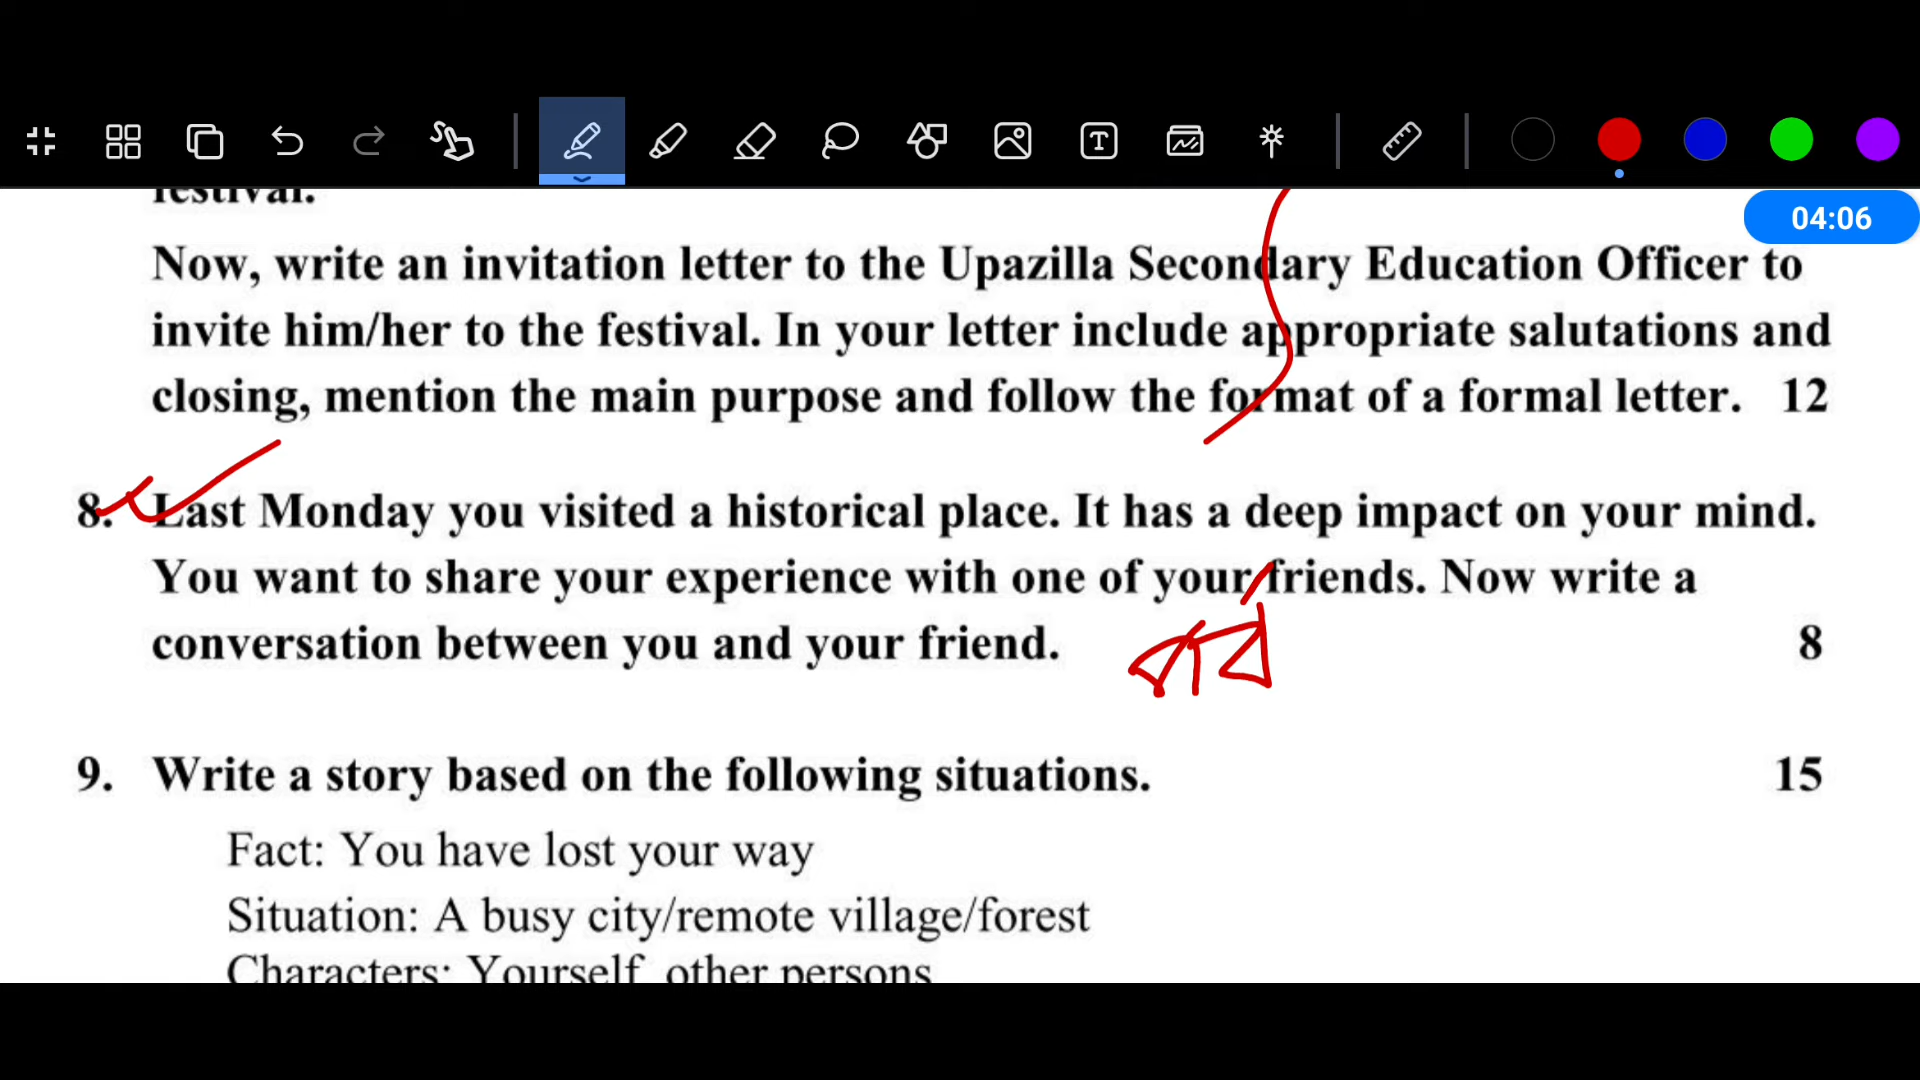 04:06
festival.
Now, write an invitation letter to the Upazilla Secondary Education Officer to
invite him/her to the festival. In your letter include appropriate salutations and
closing, mention the main purpose and follow the format of a formal letter. 12
8. Last Monday you visited a historical place. It has a deep impact on your mind.
You want to share your experience with one of your friends. Now write a
conversation between you and your friend. 8
9. Write a story based on the following situations. 15
Fact: You have lost your way
Situation: A busy city/remote village/forest
Characters: Yourself, other persons